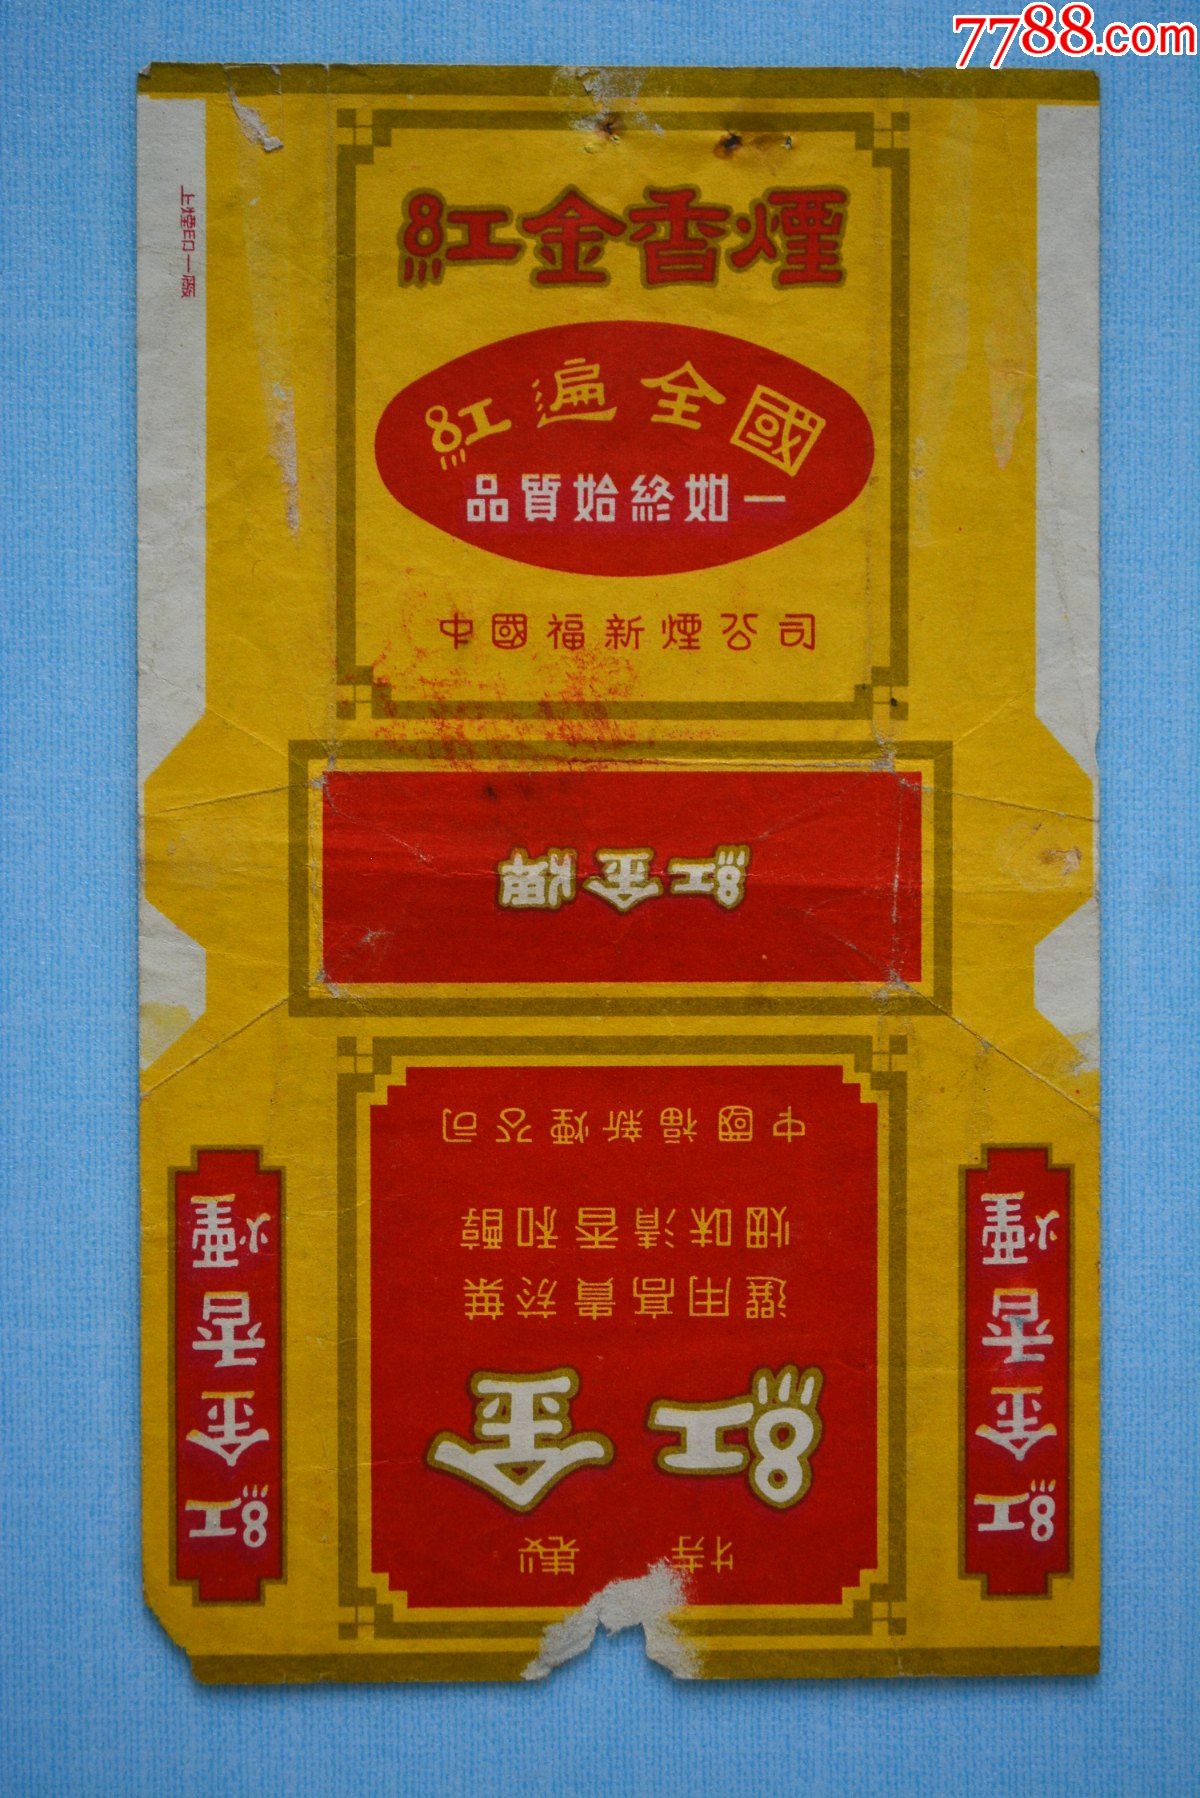 7788.com
上煙印一廠
紅金香煙
紅遍全國
品質始終如一
中國福新煙公司
紅金牌
特製
紅金
選用高貴菸葉
烟味清香和醇
中國福新煙公司
紅金香煙
紅金香煙